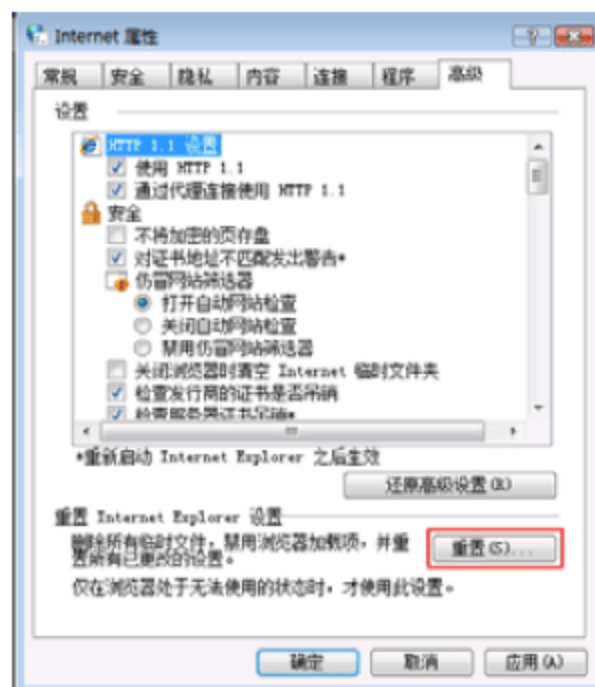 Internet 属性
常规 安全 隐私 内容 连接 程序 高级
设置
HTTP 1.1 设置
使用 HTTP 1.1
通过代理连接使用 HTTP 1.1
安全
不将加密的页存盘
对证书地址不匹配发出警告*
仿冒网站筛选器
打开自动网站检查
关闭自动网站检查
禁用仿冒网站筛选器
关闭浏览器时清空 Internet 临时文件夹
检查发行商的证书是否吊销
检查服务器证书吊销*
*重新启动 Internet Explorer 之后生效
还原高级设置(R)
重置 Internet Explorer 设置
删除所有临时文件，禁用浏览器加载项，并重
置所有已更改的设置。
重置(S)...
仅在浏览器处于无法使用的状态时，才使用此设置。
确定 取消 应用(A)